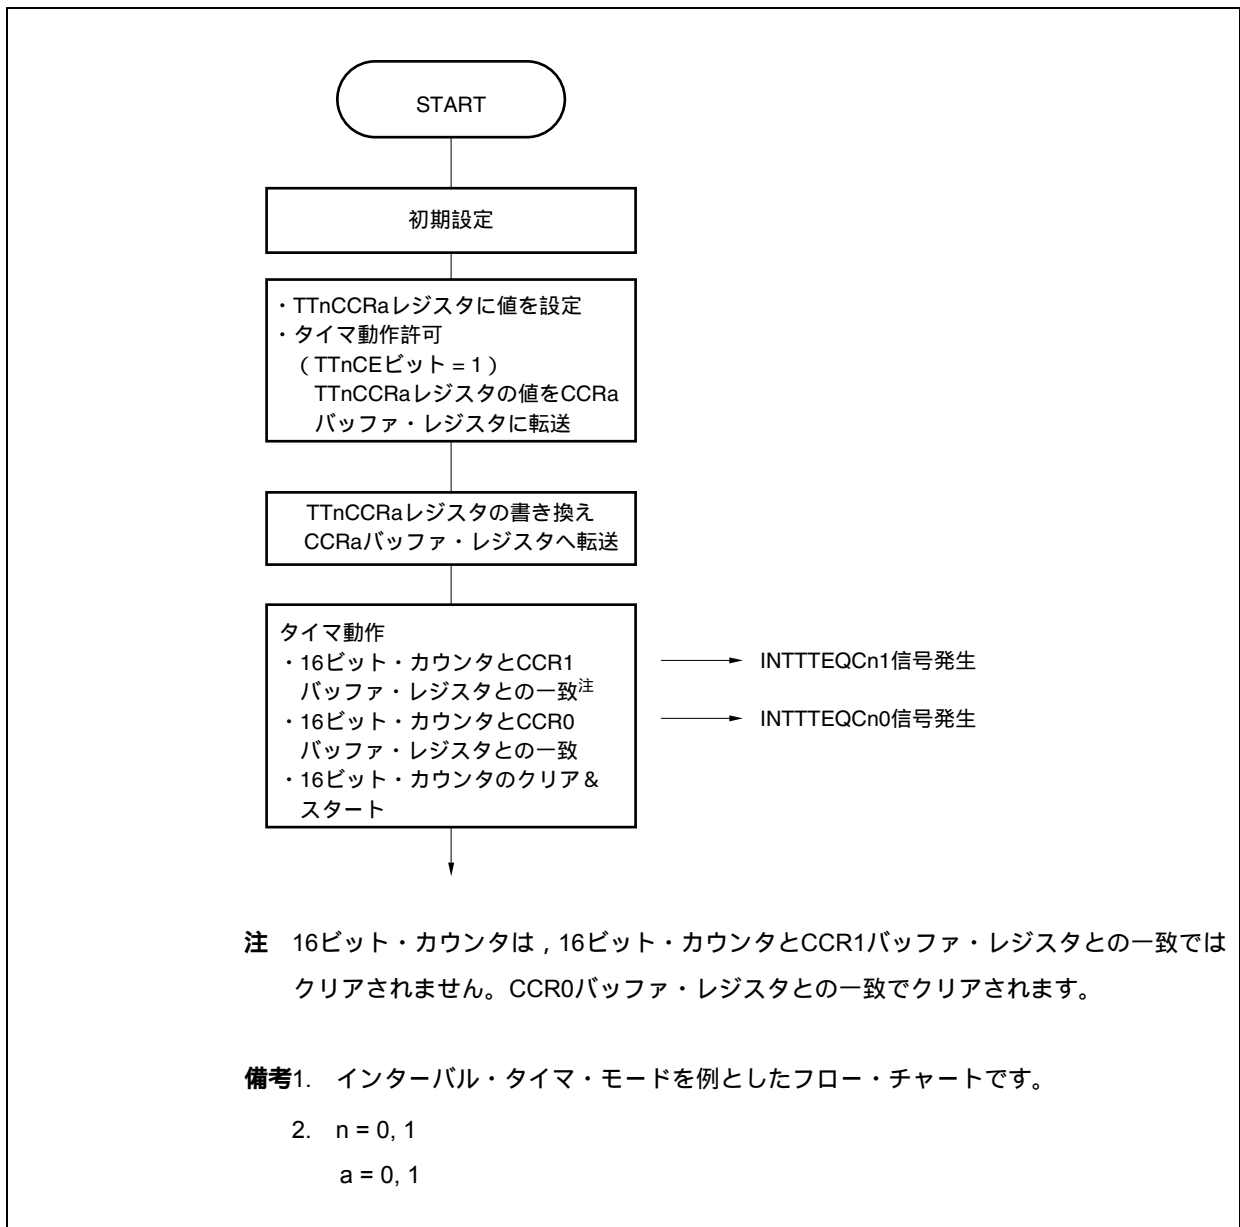 START
初期設定
・TTnCCRaレジスタに値を設定
・タイマ動作許可
（TTnCEビット = 1 ）
TTnCCRaレジスタの値をCCRa
バッファ・レジスタに転送
TTnCCRaレジスタの書き換え
CCRaバッファ・レジスタへ転送
タイマ動作
・16ビット・カウンタとCCR1
バッファ・レジスタとの一致注
・16ビット・カウンタとCCR0
バッファ・レジスタとの一致
・16ビット・カウンタのクリア＆
スタート
INTTTEQCn1信号発生
INTTTEQCn0信号発生
注 16ビット・カウンタは，16ビット・カウンタとCCR1バッファ・レジスタとの一致では
クリアされません。CCR0バッファ・レジスタとの一致でクリアされます。
備考1. インターバル・タイマ・モードを例としたフロー・チャートです。
2. n = 0, 1
a = 0, 1